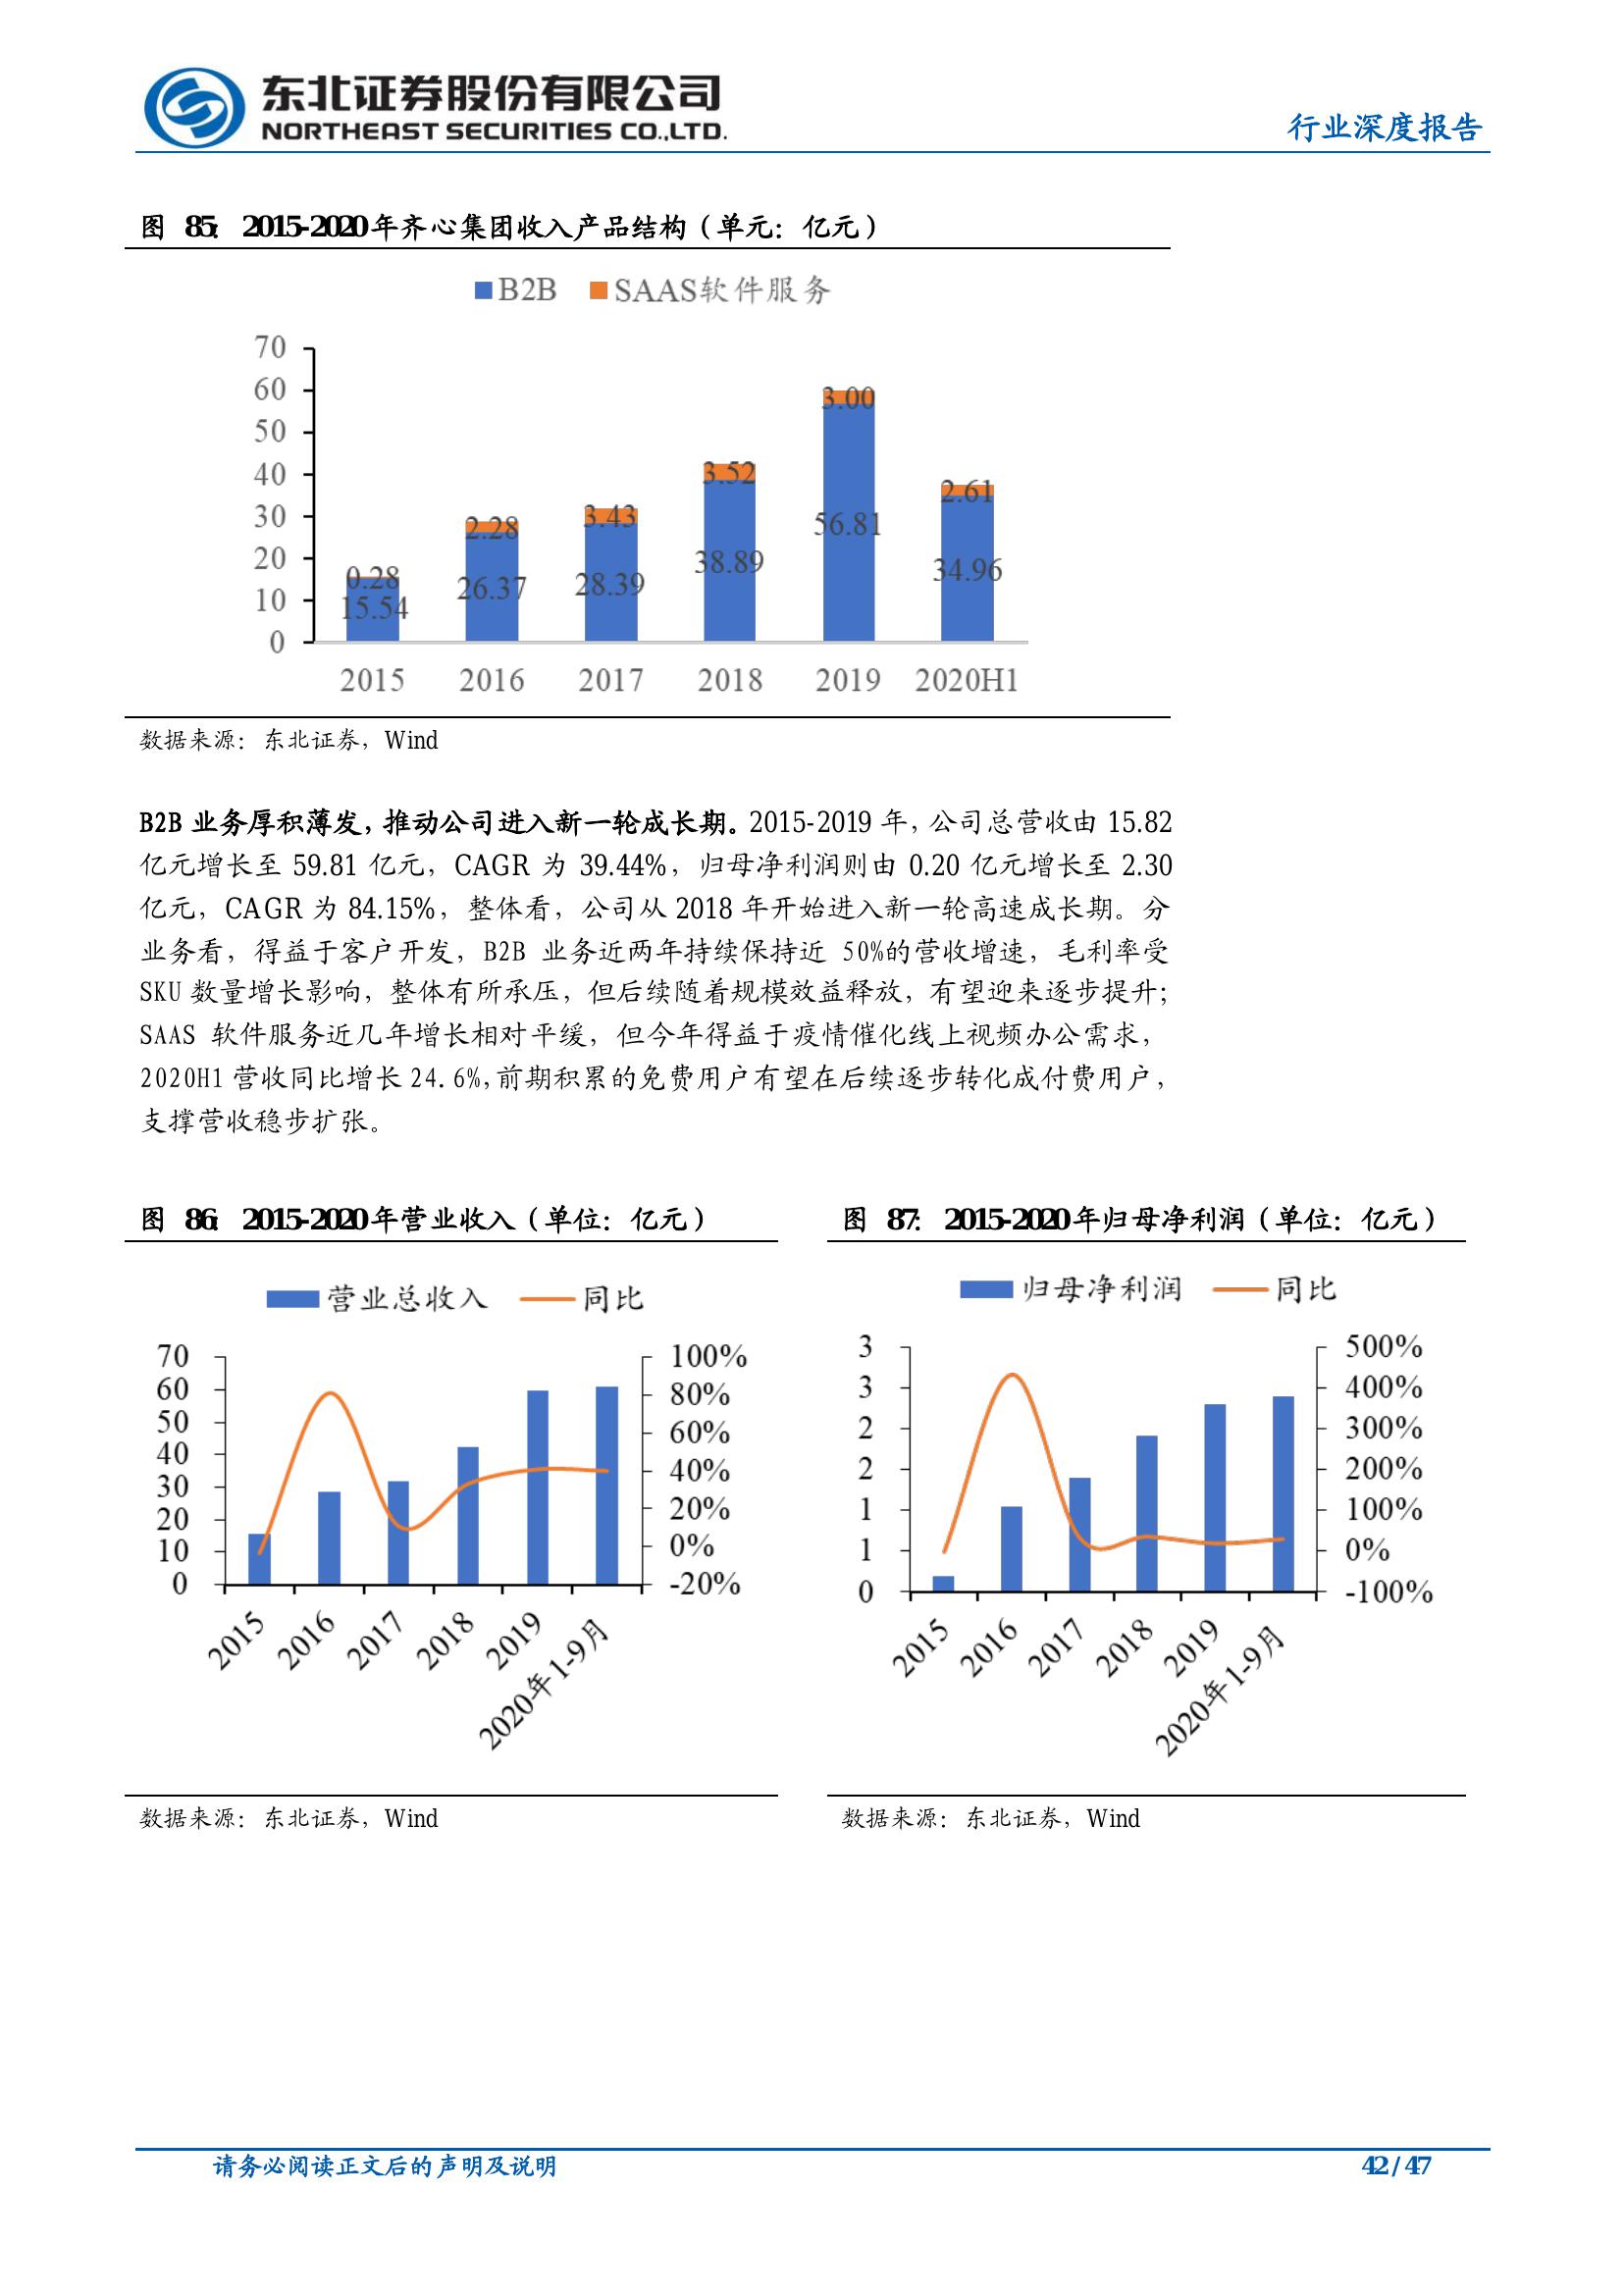 东北证券股份有限公司
NORTHEAST SECURITIES CO.,LTD.
行业深度报告
图 85： 2015-2020年齐心集团收入产品结构（单元：亿元）
B2B SAAS软件服务
70
60
50
40
30
20
10
0
0.28
15.54
2.28
26.37
3.43
28.39
3.52
38.89
3.00
56.81
2.61
34.96
2015 2016 2017 2018 2019 2020H1
数据来源：东北证券，Wind
B2B 业务厚积薄发，推动公司进入新一轮成长期。2015-2019 年，公司总营收由 15.82
亿元增长至 59.81 亿元，CAGR 为 39.44%，归母净利润则由 0.20 亿元增长至 2.30
亿元，CAGR 为 84.15%，整体看，公司从 2018 年开始进入新一轮高速成长期。分
业务看，得益于客户开发，B2B 业务近两年持续保持近 50%的营收增速，毛利率受
SKU 数量增长影响，整体有所承压，但后续随着规模效益释放，有望迎来逐步提升；
SAAS 软件服务近几年增长相对平缓，但今年得益于疫情催化线上视频办公需求，
2020H1 营收同比增长 24.6%，前期积累的免费用户有望在后续逐步转化成付费用户，
支撑营收稳步扩张。
图 86： 2015-2020年营业收入（单位：亿元）
营业总收入 同比
70
60
50
40
30
20
10
0
100%
80%
60%
40%
20%
0%
-20%
2015 2016 2017 2018 2019 2020年1-9月
数据来源：东北证券，Wind
图 87： 2015-2020年归母净利润（单位：亿元）
归母净利润 同比
3
3
2
2
1
1
0
500%
400%
300%
200%
100%
0%
-100%
2015 2016 2017 2018 2019 2020年1-9月
数据来源：东北证券，Wind
请务必阅读正文后的声明及说明
42 / 47